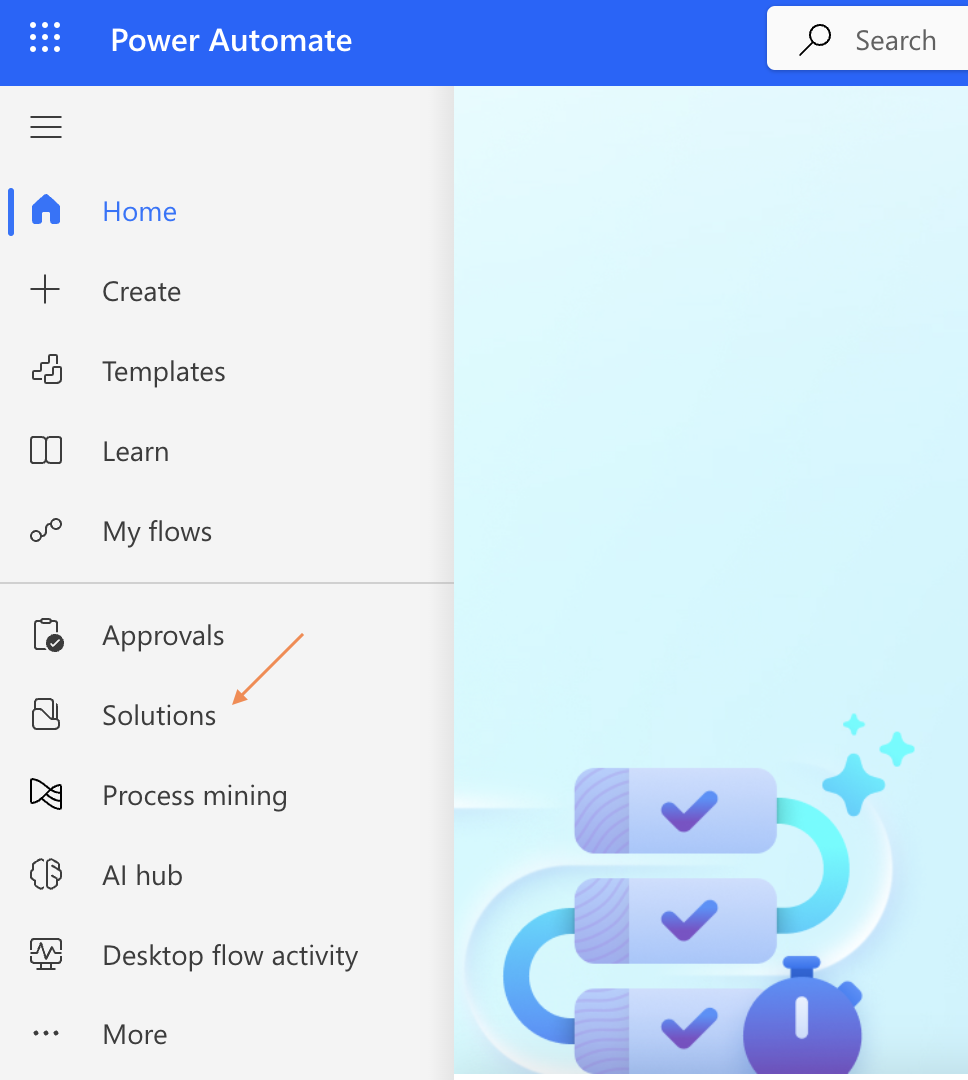 Power Automate
Search
Home
Create
Templates
Learn
My flows
Approvals
Solutions
Process mining
AI hub
Desktop flow activity
More